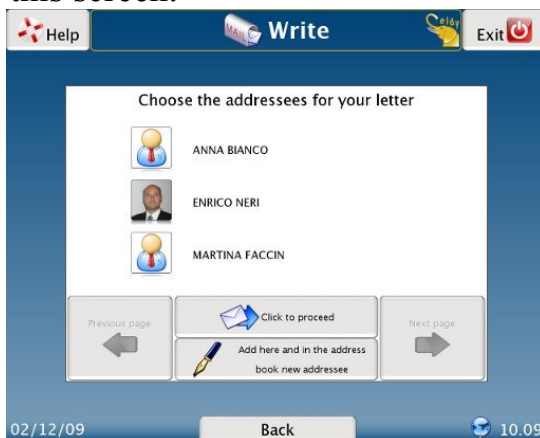 this screen.
Help
MAIL
Write
eldy
Exit
Choose the addressees for your letter
ANNA BIANCO
ENRICO NERI
MARTINA FACCIN
Previous page
Click to proceed
Next page
Add here and in the address
book new addressee
02/12/09
Back
10.09